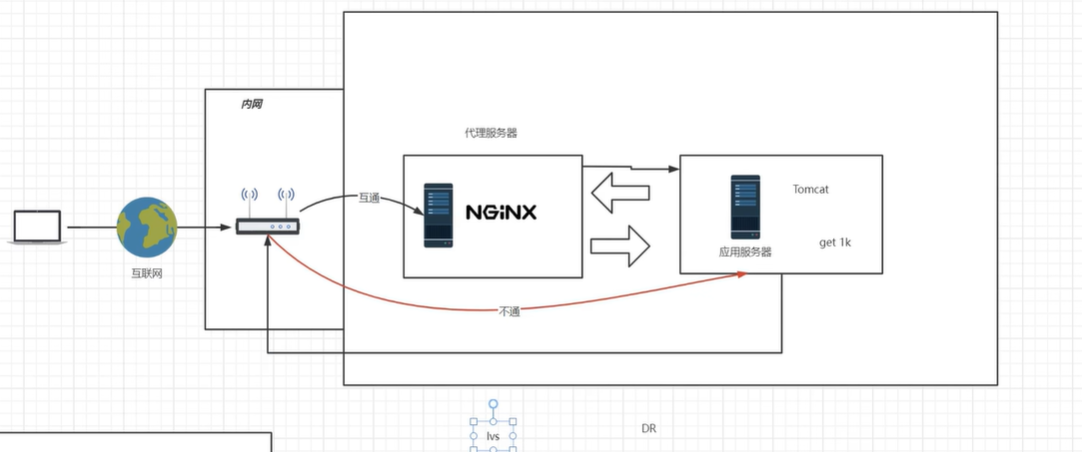 内网
代理服务器
互通
NGiNX
Tomcat
get 1k
应用服务器
互联网
不通
lvs
DR